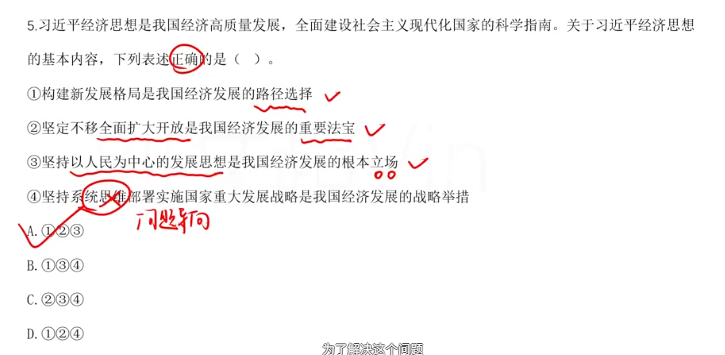 5.习近平经济思想是我国经济高质量发展，全面建设社会主义现代化国家的科学指南。关于习近平经济思想
的基本内容，下列表述正确的是（ ）。
①构建新发展格局是我国经济发展的路径选择
②坚定不移全面扩大开放是我国经济发展的重要法宝
③坚持以人民为中心的发展思想是我国经济发展的根本立场
④坚持系统思维部署实施国家重大发展战略是我国经济发展的战略举措
问题导向
A.①②③
B.①③④
C.②③④
D.①②④
为了解决这个问题